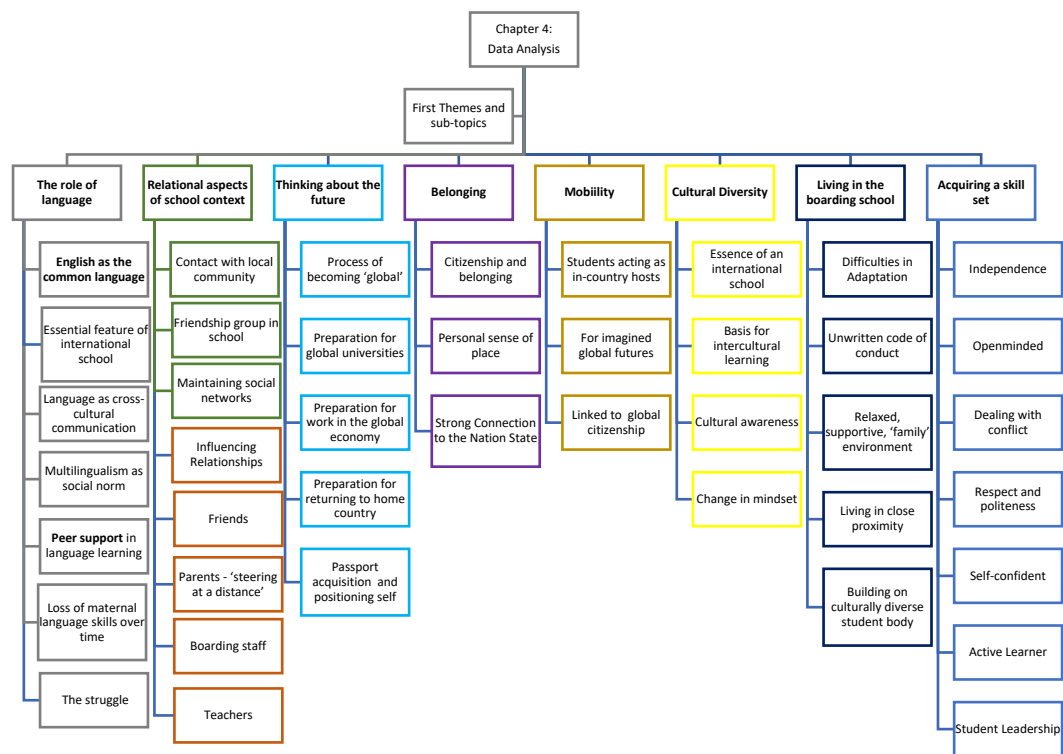 Chapter 4:
Data Analysis
First Themes and
sub-topics
The role of
language
English as the
common language
Essential feature of
international
school
Language as cross-
cultural
communication
Multilingualism as
social norm
Peer support in
language learning
Loss of maternal
language skills over
time
The struggle
Relational aspects
of school context
Contact with local
community
Friendship group in
school
Maintaining social
networks
Influencing
Relationships
Friends
Parents - ‘steering
at a distance’
Boarding staff
Teachers
Thinking about the
future
Process of
becoming ‘global’
Preparation for
global universities
Preparation for
work in the global
economy
Preparation for
returning to home
country
Passport
acquisition and
positioning self
Belonging
Citizenship and
belonging
Personal sense of
place
Strong Connection
to the Nation State
Mobiility
Students acting as
in-country hosts
For imagined
global futures
Linked to global
citizenship
Cultural Diversity
Essence of an
international
school
Basis for
intercultural
learning
Cultural awareness
Change in mindset
Living in the
boarding school
Difficulties in
Adaptation
Unwritten code of
conduct
Relaxed,
supportive, ‘family’
environment
Living in close
proximity
Building on
culturally diverse
student body
Acquiring a skill
set
Independence
Openminded
Dealing with
conflict
Respect and
politeness
Self-confident
Active Learner
Student Leadership